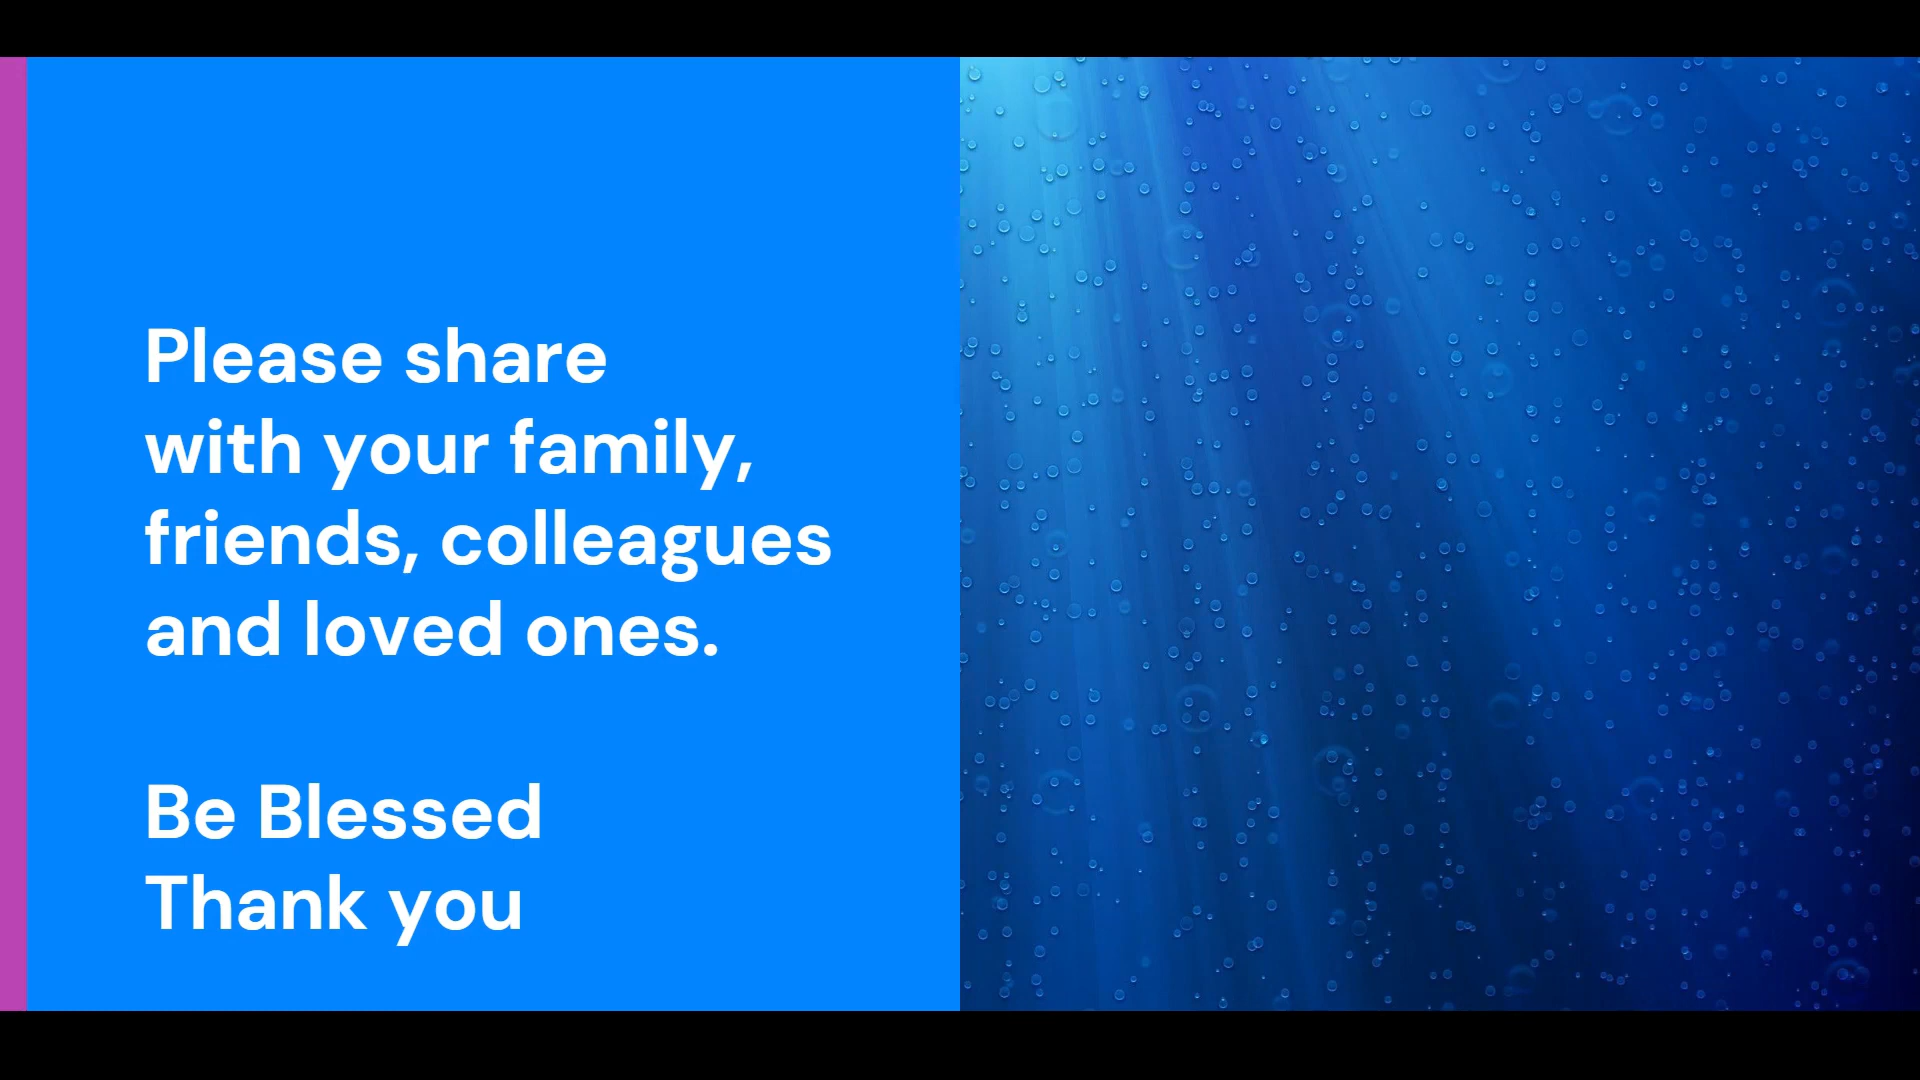 Please share
with your family,
friends, colleagues
and loved ones.
Be Blessed
Thank you